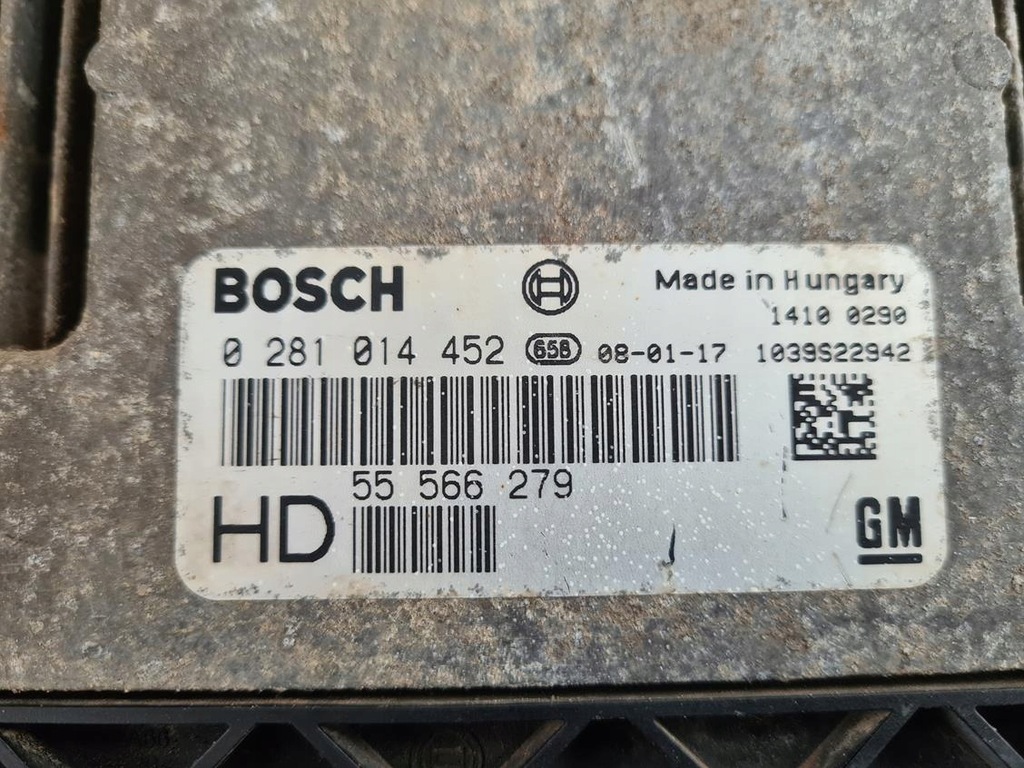 BOSCH Made in Hungary
1410 0290
0 281 014 452 658 08-01-17 1039S22942
55 566 279
HD GM